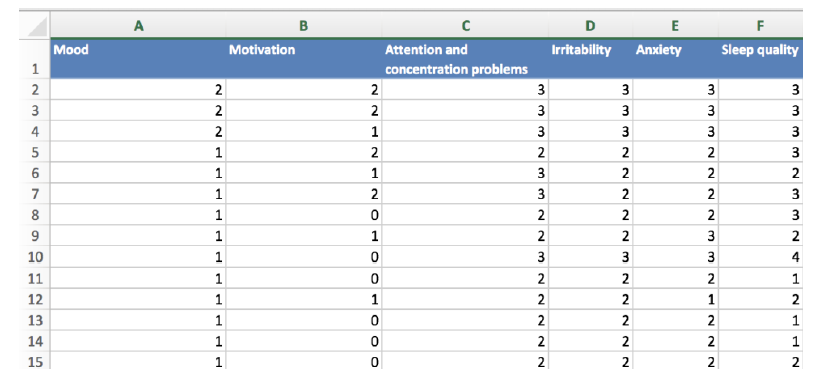 A B C D E F
1 Mood Motivation Attention and concentration problems Irritability Anxiety Sleep quality
2 2 2 3 3 3 3
3 2 2 3 3 3 3
4 2 1 3 3 3 3
5 1 2 2 2 2 3
6 1 1 3 2 2 2
7 1 2 3 2 2 3
8 1 0 2 2 2 3
9 1 1 2 2 3 2
10 1 0 3 3 3 4
11 1 0 2 2 2 1
12 1 1 2 2 1 2
13 1 0 2 2 2 1
14 1 0 2 2 2 1
15 1 0 2 2 2 2